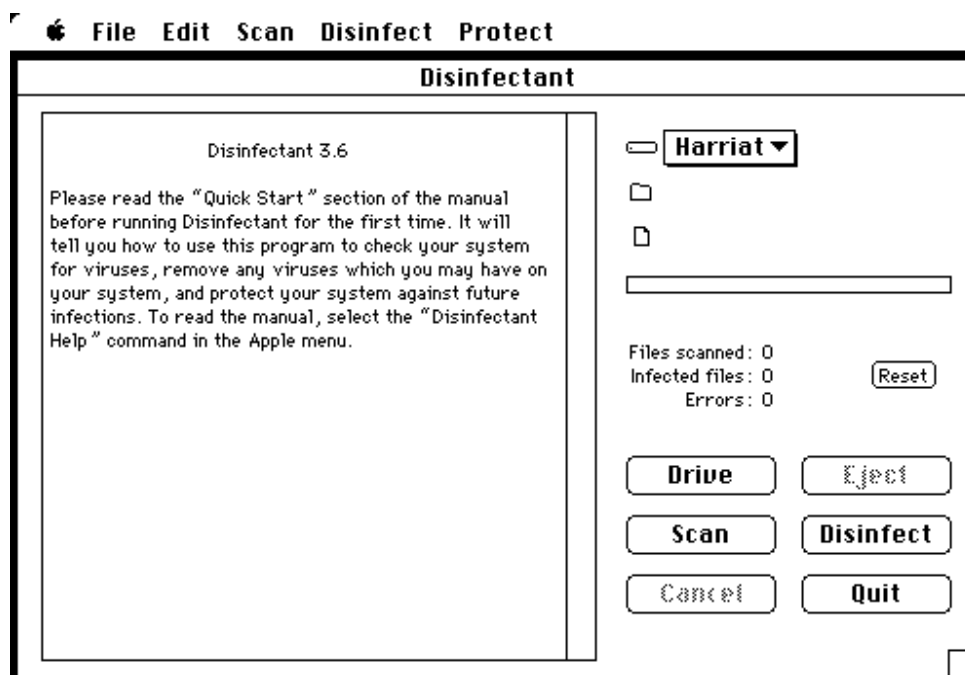 File Edit Scan Disinfect Protect
Disinfectant
Disinfectant 3.6
Please read the “Quick Start” section of the manual
before running Disinfectant for the first time. It will
tell you how to use this program to check your system
for viruses, remove any viruses which you may have on
your system, and protect your system against future
infections. To read the manual, select the “Disinfectant
Help” command in the Apple menu.
Harriat
Files scanned: 0
Infected files: 0
Reset
Errors: 0
Drive Eject
Scan Disinfect
Cancel Quit